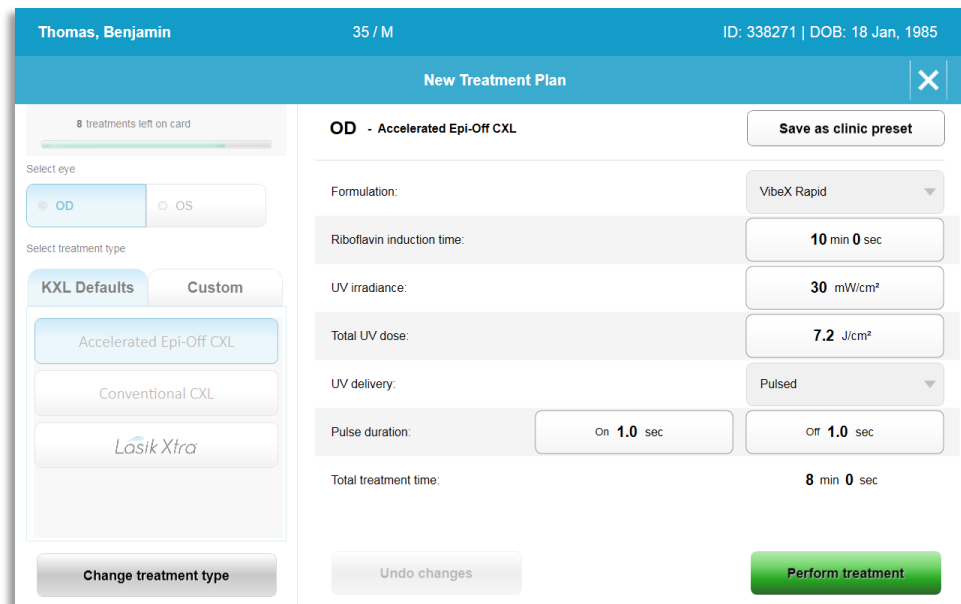 Thomas, Benjamin 35 / M ID: 338271 | DOB: 18 Jan, 1985
New Treatment Plan
8 treatments left on card
Select eye
OD OS
Select treatment type
KXL Defaults Custom
Accelerated Epi-Off CXL
Conventional CXL
Lasik Xtra
Change treatment type
OD - Accelerated Epi-Off CXL Save as clinic preset
Formulation: VibeX Rapid
Riboflavin induction time: 10 min 0 sec
UV irradiance: 30 mW/cm²
Total UV dose: 7.2 J/cm²
UV delivery: Pulsed
Pulse duration: On 1.0 sec Off 1.0 sec
Total treatment time: 8 min 0 sec
Undo changes Perform treatment